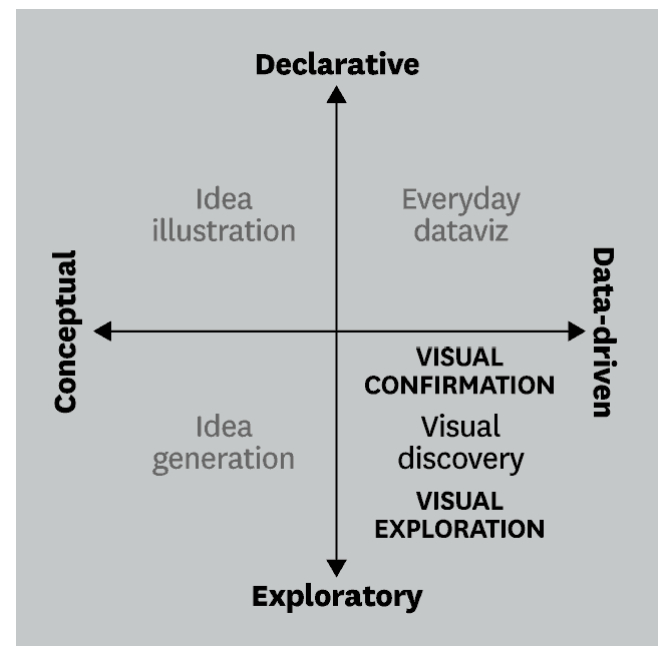 Declarative
Idea
illustration
Everyday
dataviz
Conceptual
Data-driven
VISUAL
CONFIRMATION
Idea
generation
Visual
discovery
VISUAL
EXPLORATION
Exploratory